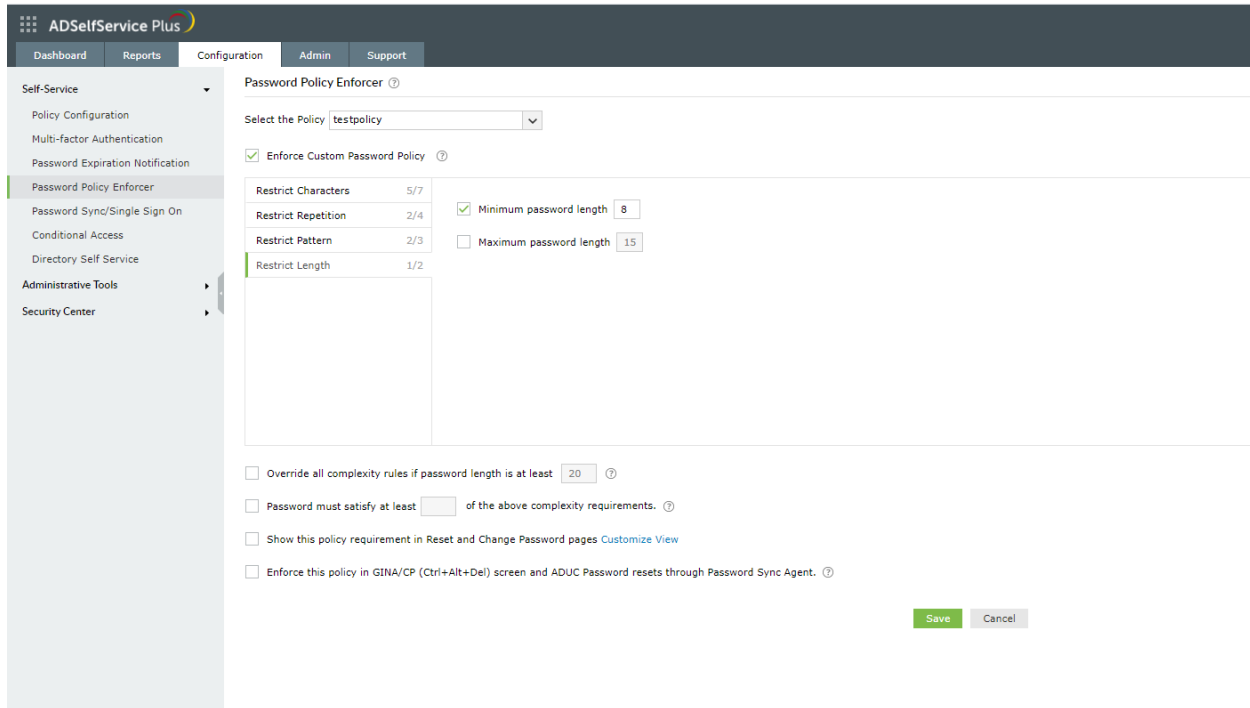 ADSelfService Plus
Dashboard Reports Configuration Admin Support
Self-Service
Policy Configuration
Multi-factor Authentication
Password Expiration Notification
Password Policy Enforcer
Password Sync/Single Sign On
Conditional Access
Directory Self Service
Administrative Tools
Security Center
Password Policy Enforcer ?
Select the Policy testpolicy
Enforce Custom Password Policy ?
Restrict Characters 5/7
Restrict Repetition 2/4
Restrict Pattern 2/3
Restrict Length 1/2
Minimum password length 8
Maximum password length 15
Override all complexity rules if password length is at least 20 ?
Password must satisfy at least of the above complexity requirements. ?
Show this policy requirement in Reset and Change Password pages Customize View
Enforce this policy in GINA/CP (Ctrl+Alt+Del) screen and ADUC Password resets through Password Sync Agent. ?
Save Cancel